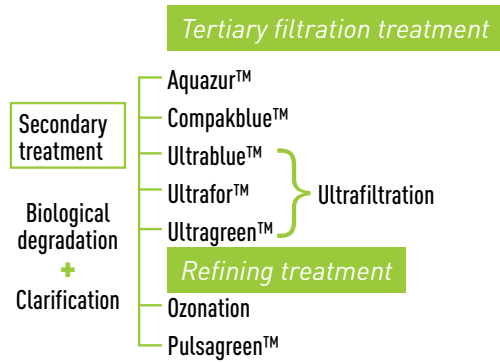 Tertiary filtration treatment
Aquazur™
Compakblue™
Secondary
treatment
Ultrablue™
Ultrafor™
Ultrafiltration
Biological
degradation
+
Clarification
Ultragreen™
Refining treatment
Ozonation
Pulsagreen™